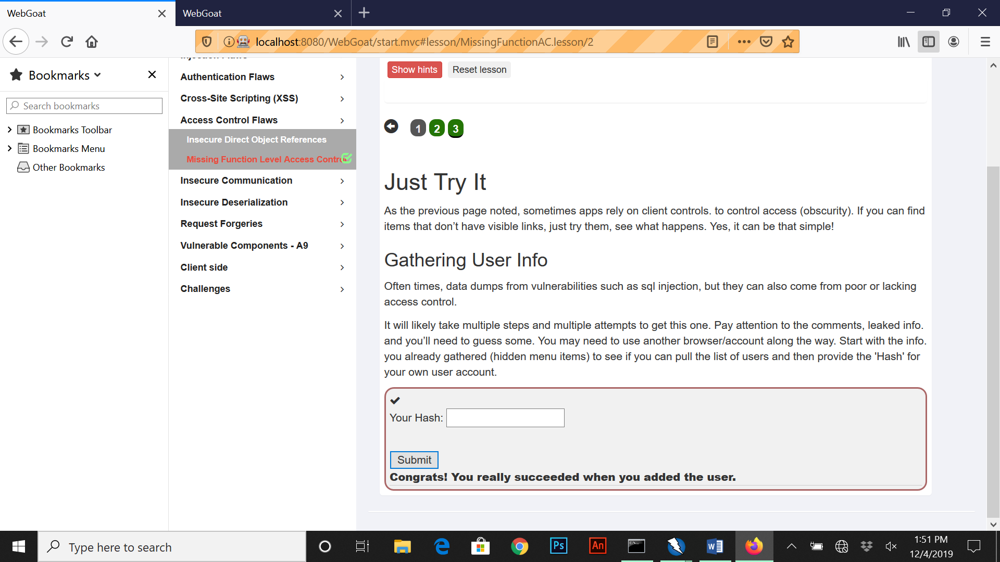 WebGoat
WebGoat
localhost:8080/WebGoat/start.mvc#lesson/MissingFunctionAC.lesson/2
Bookmarks
Search bookmarks
Bookmarks Toolbar
Bookmarks Menu
Other Bookmarks
Authentication Flaws
Cross-Site Scripting (XSS)
Access Control Flaws
Insecure Direct Object References
Missing Function Level Access Control
Insecure Communication
Insecure Deserialization
Request Forgeries
Vulnerable Components - A9
Client side
Challenges
Show hints Reset lesson
1 2 3
Just Try It
As the previous page noted, sometimes apps rely on client controls. to control access (obscurity). If you can find
items that don’t have visible links, just try them, see what happens. Yes, it can be that simple!
Gathering User Info
Often times, data dumps from vulnerabilities such as sql injection, but they can also come from poor or lacking
access control.
It will likely take multiple steps and multiple attempts to get this one. Pay attention to the comments, leaked info.
and you’ll need to guess some. You may need to use another browser/account along the way. Start with the info.
you already gathered (hidden menu items) to see if you can pull the list of users and then provide the 'Hash' for
your own user account.
Your Hash:
Submit
Congrats! You really succeeded when you added the user.
Type here to search
Ps
An
1:51 PM
12/4/2019